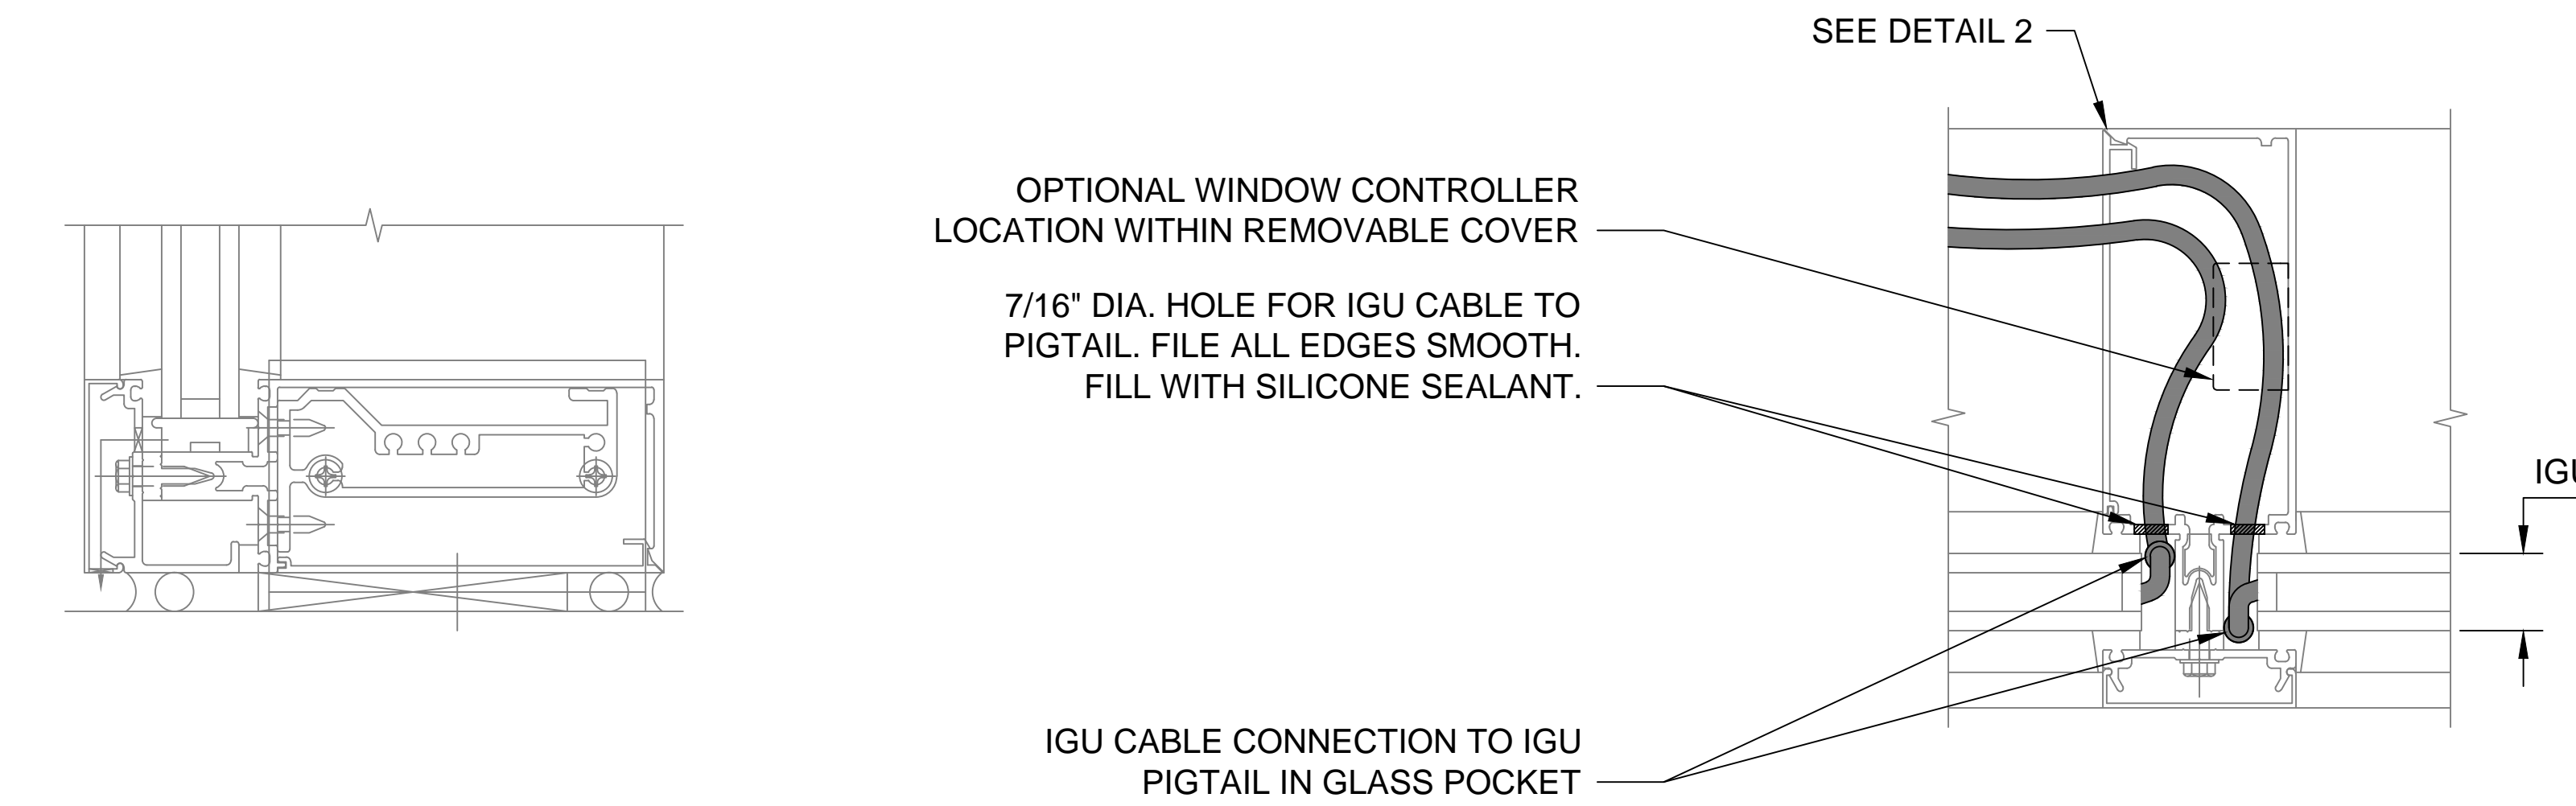 SEE DETAIL 2
OPTIONAL WINDOW CONTROLLER
LOCATION WITHIN REMOVABLE COVER
7/16" DIA. HOLE FOR IGU CABLE TO
PIGTAIL. FILE ALL EDGES SMOOTH.
FILL WITH SILICONE SEALANT.
IGU
IGU CABLE CONNECTION TO IGU
PIGTAIL IN GLASS POCKET